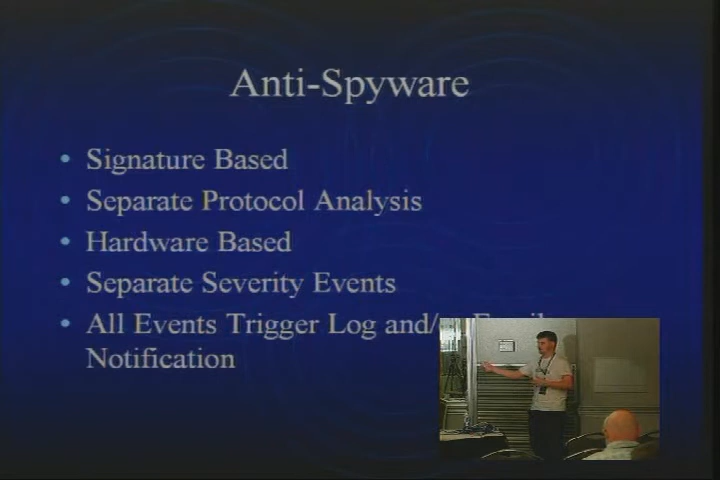 Anti-Spyware
• Signature Based
• Separate Protocol Analysis
• Hardware Based
• Separate Severity Events
• All Events Trigger Log and/or Email
Notification